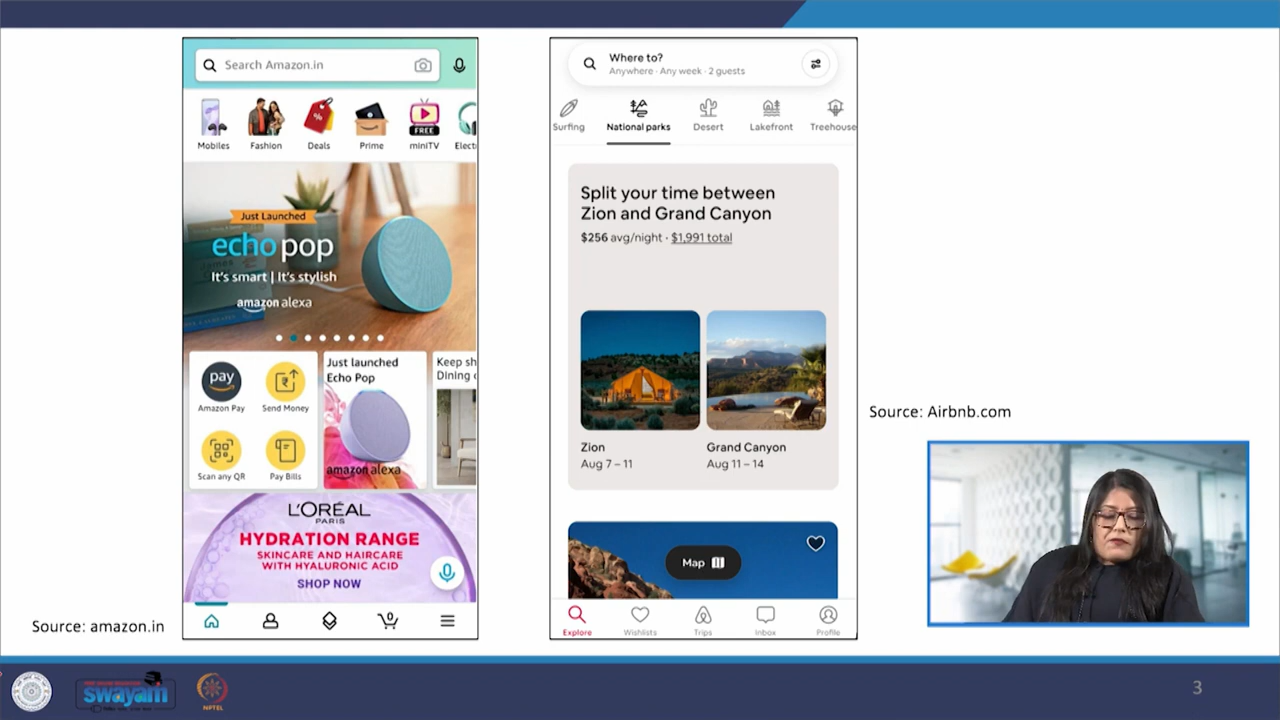 Search Amazon.in
Mobiles
Fashion
Deals
Prime
FREE
miniTV
Electr
Just Launched
echo pop
It's smart | It's stylish
amazon alexa
pay
Amazon Pay
Send Money
Scan any QR
Pay Bills
Just launched
Echo Pop
amazon alexa
Keep sh
Dining c
L'ORÉAL
PARIS
HYDRATION RANGE
SKINCARE AND HAIRCARE
WITH HYALURONIC ACID
SHOP NOW
0
Source: amazon.in
Where to?
Anywhere · Any week · 2 guests
Surfing
National parks
Desert
Lakefront
Treehouse
Split your time between
Zion and Grand Canyon
$256 avg/night · $1,991 total
Zion
Aug 7 – 11
Grand Canyon
Aug 11 – 14
Map
Explore
Wishlists
Trips
Inbox
Profile
Source: Airbnb.com
swayam
NPTEL
3